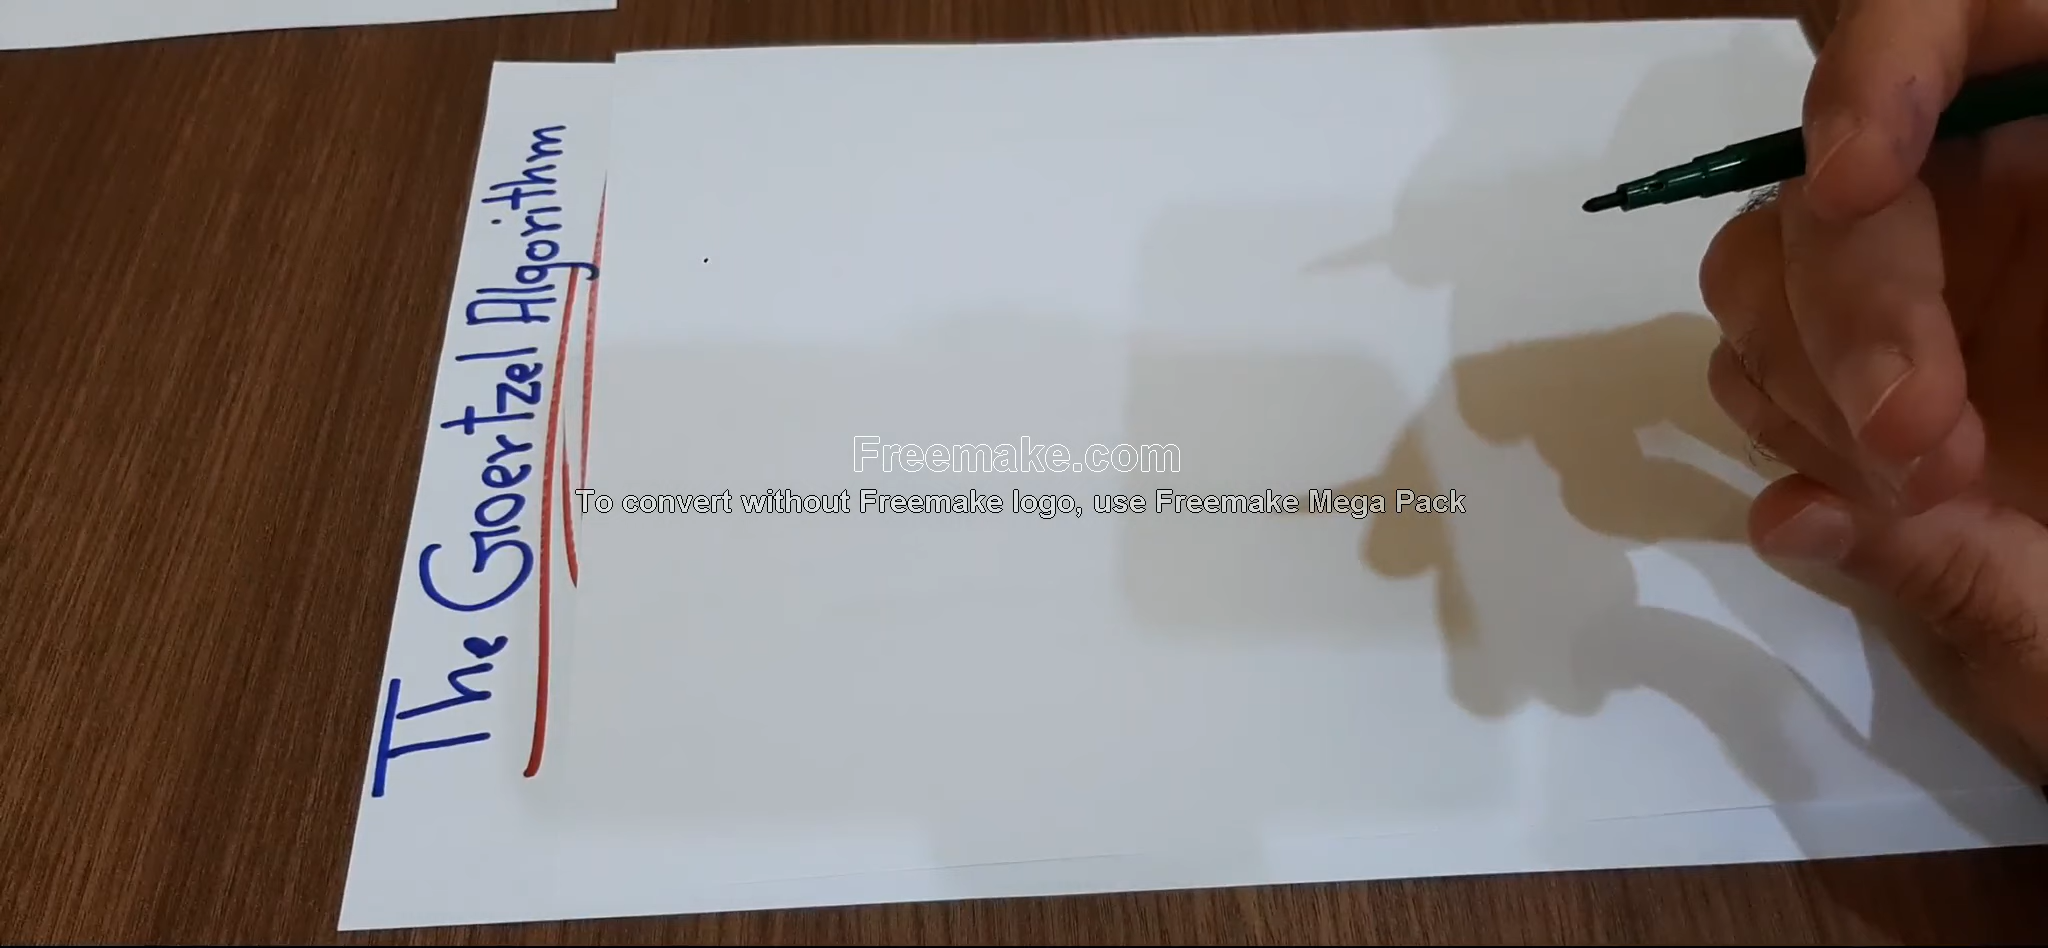 The Goertzel Algorithm
Freemake.com
To convert without Freemake logo, use Freemake Mega Pack